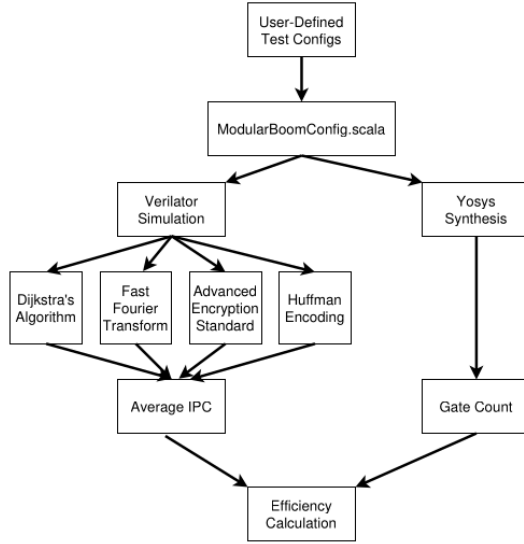 User-Defined
Test Configs
ModularBoomConfig.scala
Verilator
Simulation
Yosys
Synthesis
Dijkstra's
Algorithm
Fast
Fourier
Transform
Advanced
Encryption
Standard
Huffman
Encoding
Average IPC
Gate Count
Efficiency
Calculation